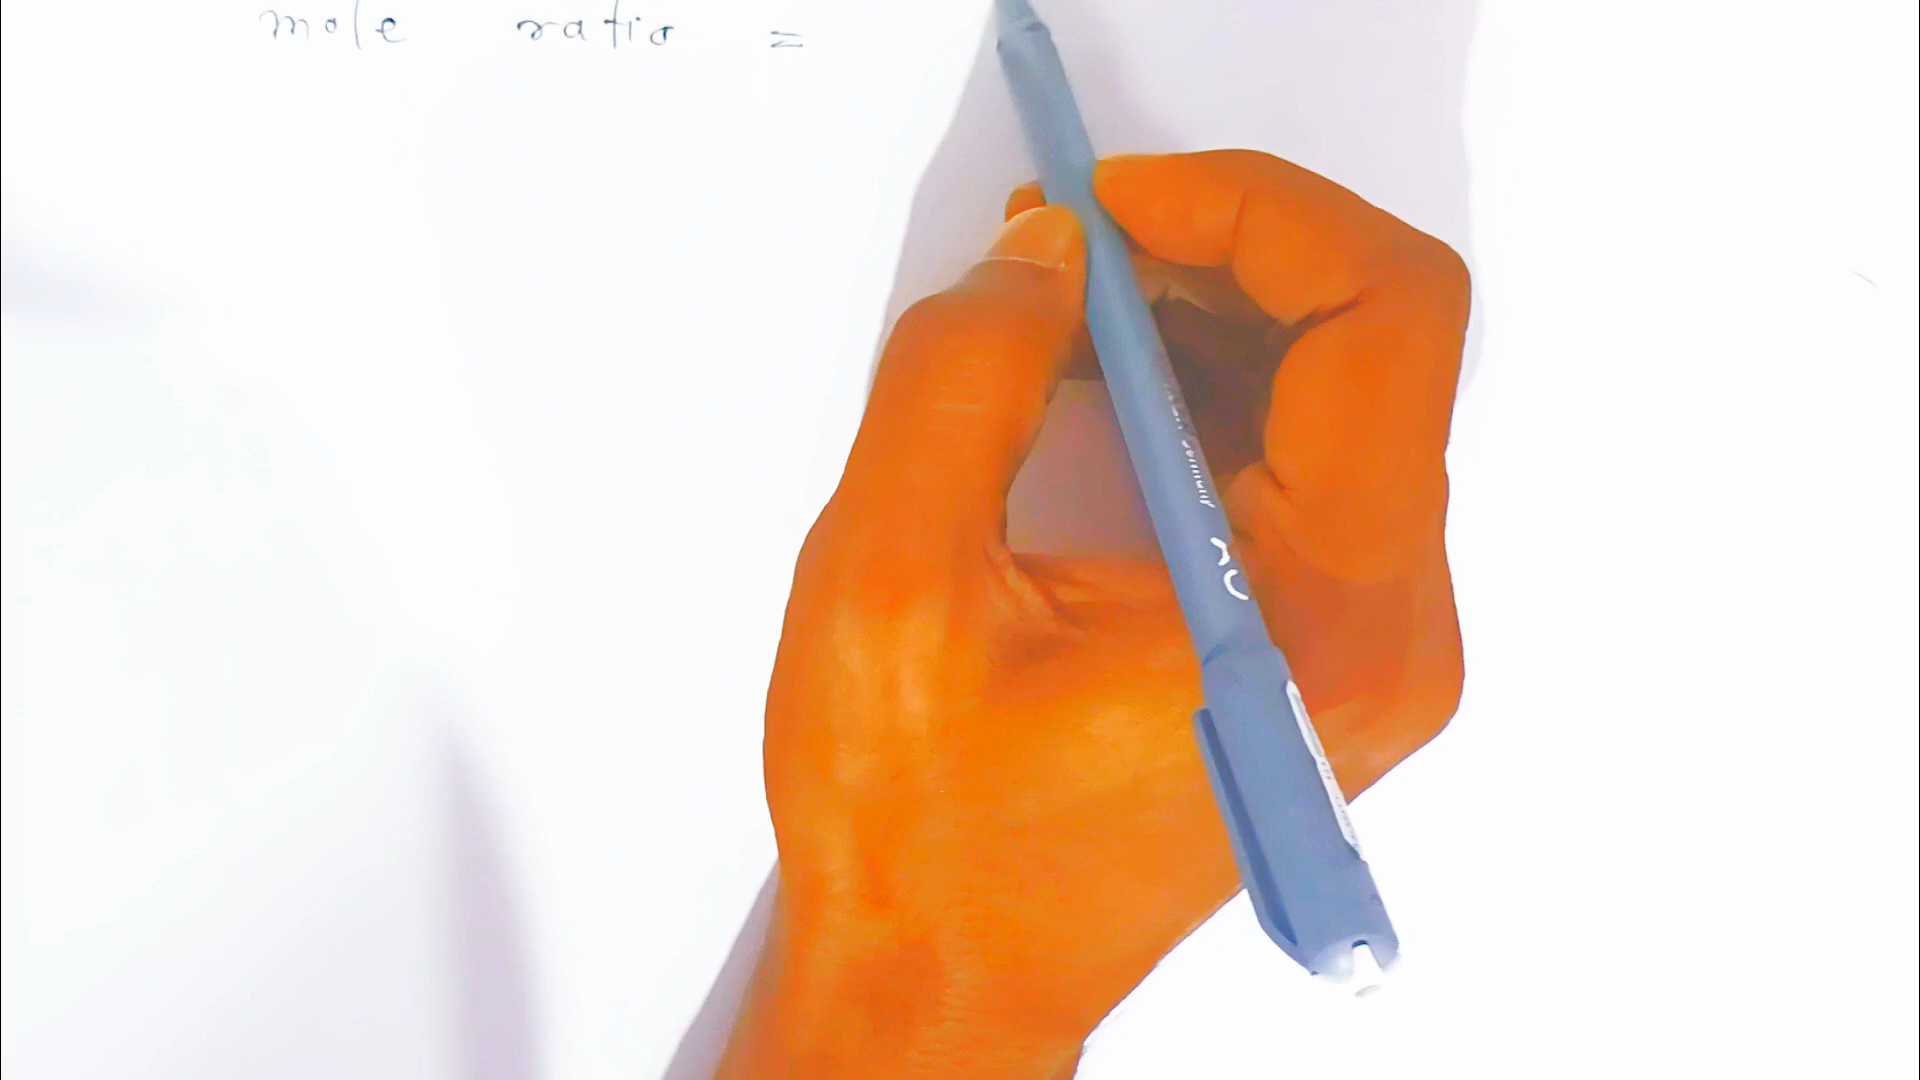 mole ratio =